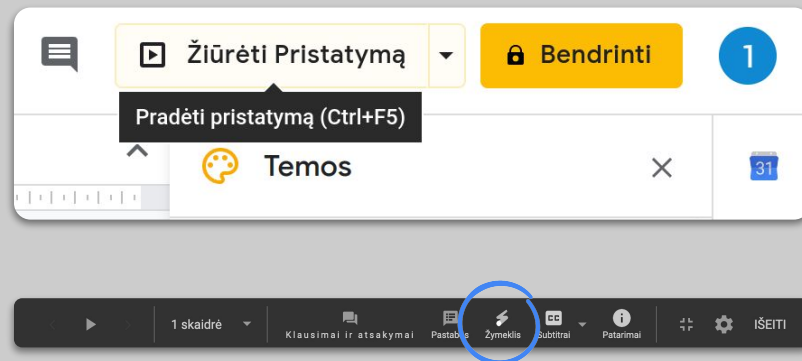 Žiūrėti Pristatymą
Bendrinti
1
Pradėti pristatymą (Ctrl+F5)
Temos
31
1 skaidrė
Klausimai ir atsakymai
Pastabos
Žymeklis
Subtitrai
Patarimai
IŠEITI